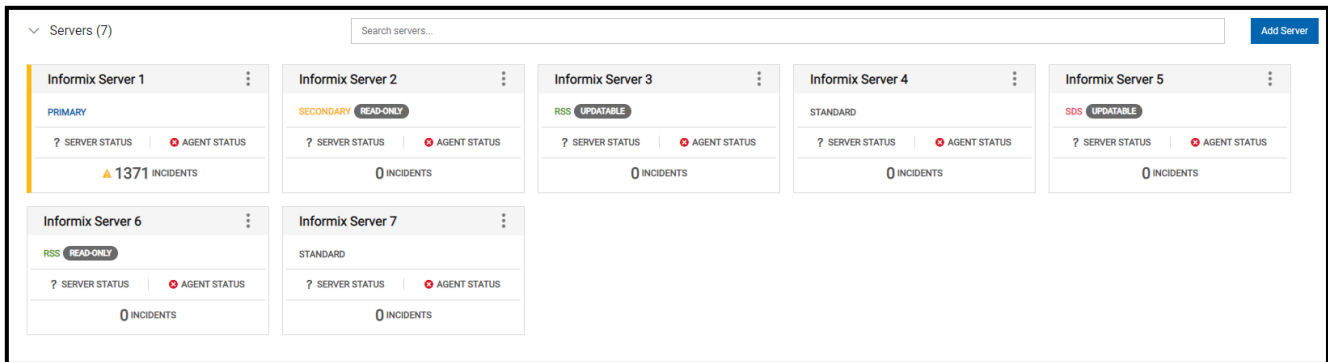 Servers (7)
Search servers...
Add Server
Informix Server 1
PRIMARY
? SERVER STATUS
AGENT STATUS
1371 INCIDENTS
Informix Server 2
SECONDARY READ-ONLY
? SERVER STATUS
AGENT STATUS
0 INCIDENTS
Informix Server 3
RSS UPDATABLE
? SERVER STATUS
AGENT STATUS
0 INCIDENTS
Informix Server 4
STANDARD
? SERVER STATUS
AGENT STATUS
0 INCIDENTS
Informix Server 5
SDS UPDATABLE
? SERVER STATUS
AGENT STATUS
0 INCIDENTS
Informix Server 6
RSS READ-ONLY
? SERVER STATUS
AGENT STATUS
0 INCIDENTS
Informix Server 7
STANDARD
? SERVER STATUS
AGENT STATUS
0 INCIDENTS